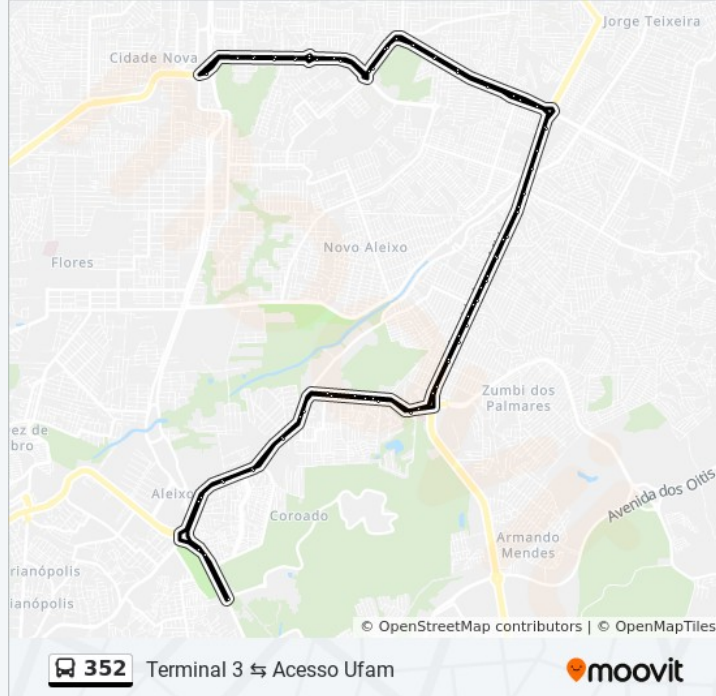 Jorge Teixeira
Cidade Nova
Novo Aleixo
Flores
Zumbi dos
Palmares
ez de
bro
Aleixo
Avenida dos Oitis
Coroado
Armando
Mendes
rianópolis
ianópolis
© OpenStreetMap contributors | © OpenMapTiles
352 Terminal 3 ⇆ Acesso Ufam
moovit